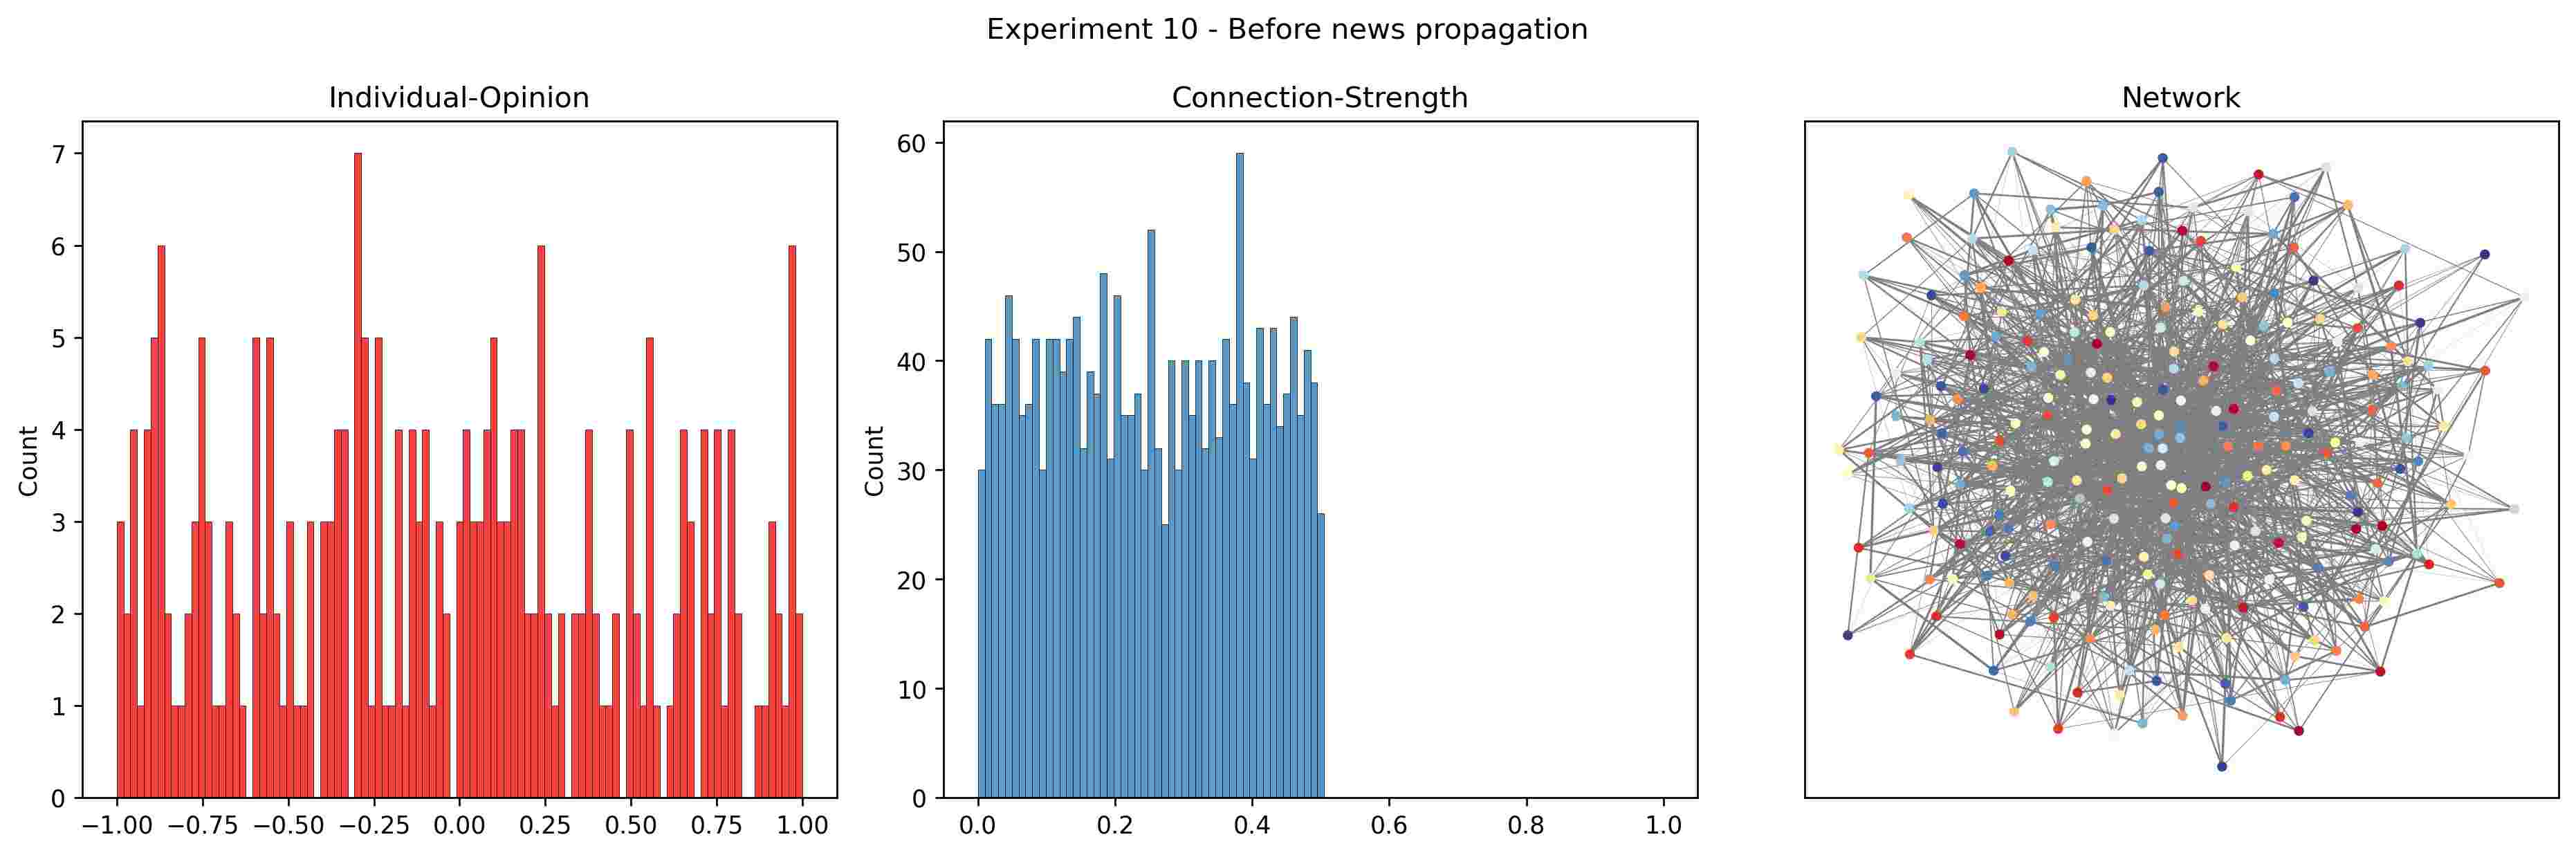 Experiment 10 - Before news propagation
Individual-Opinion
Count
7
6
5
4
3
2
1
0
−1.00 −0.75 −0.50 −0.25 0.00 0.25 0.50 0.75 1.00
Connection-Strength
Count
60
50
40
30
20
10
0
0.0 0.2 0.4 0.6 0.8 1.0
Network